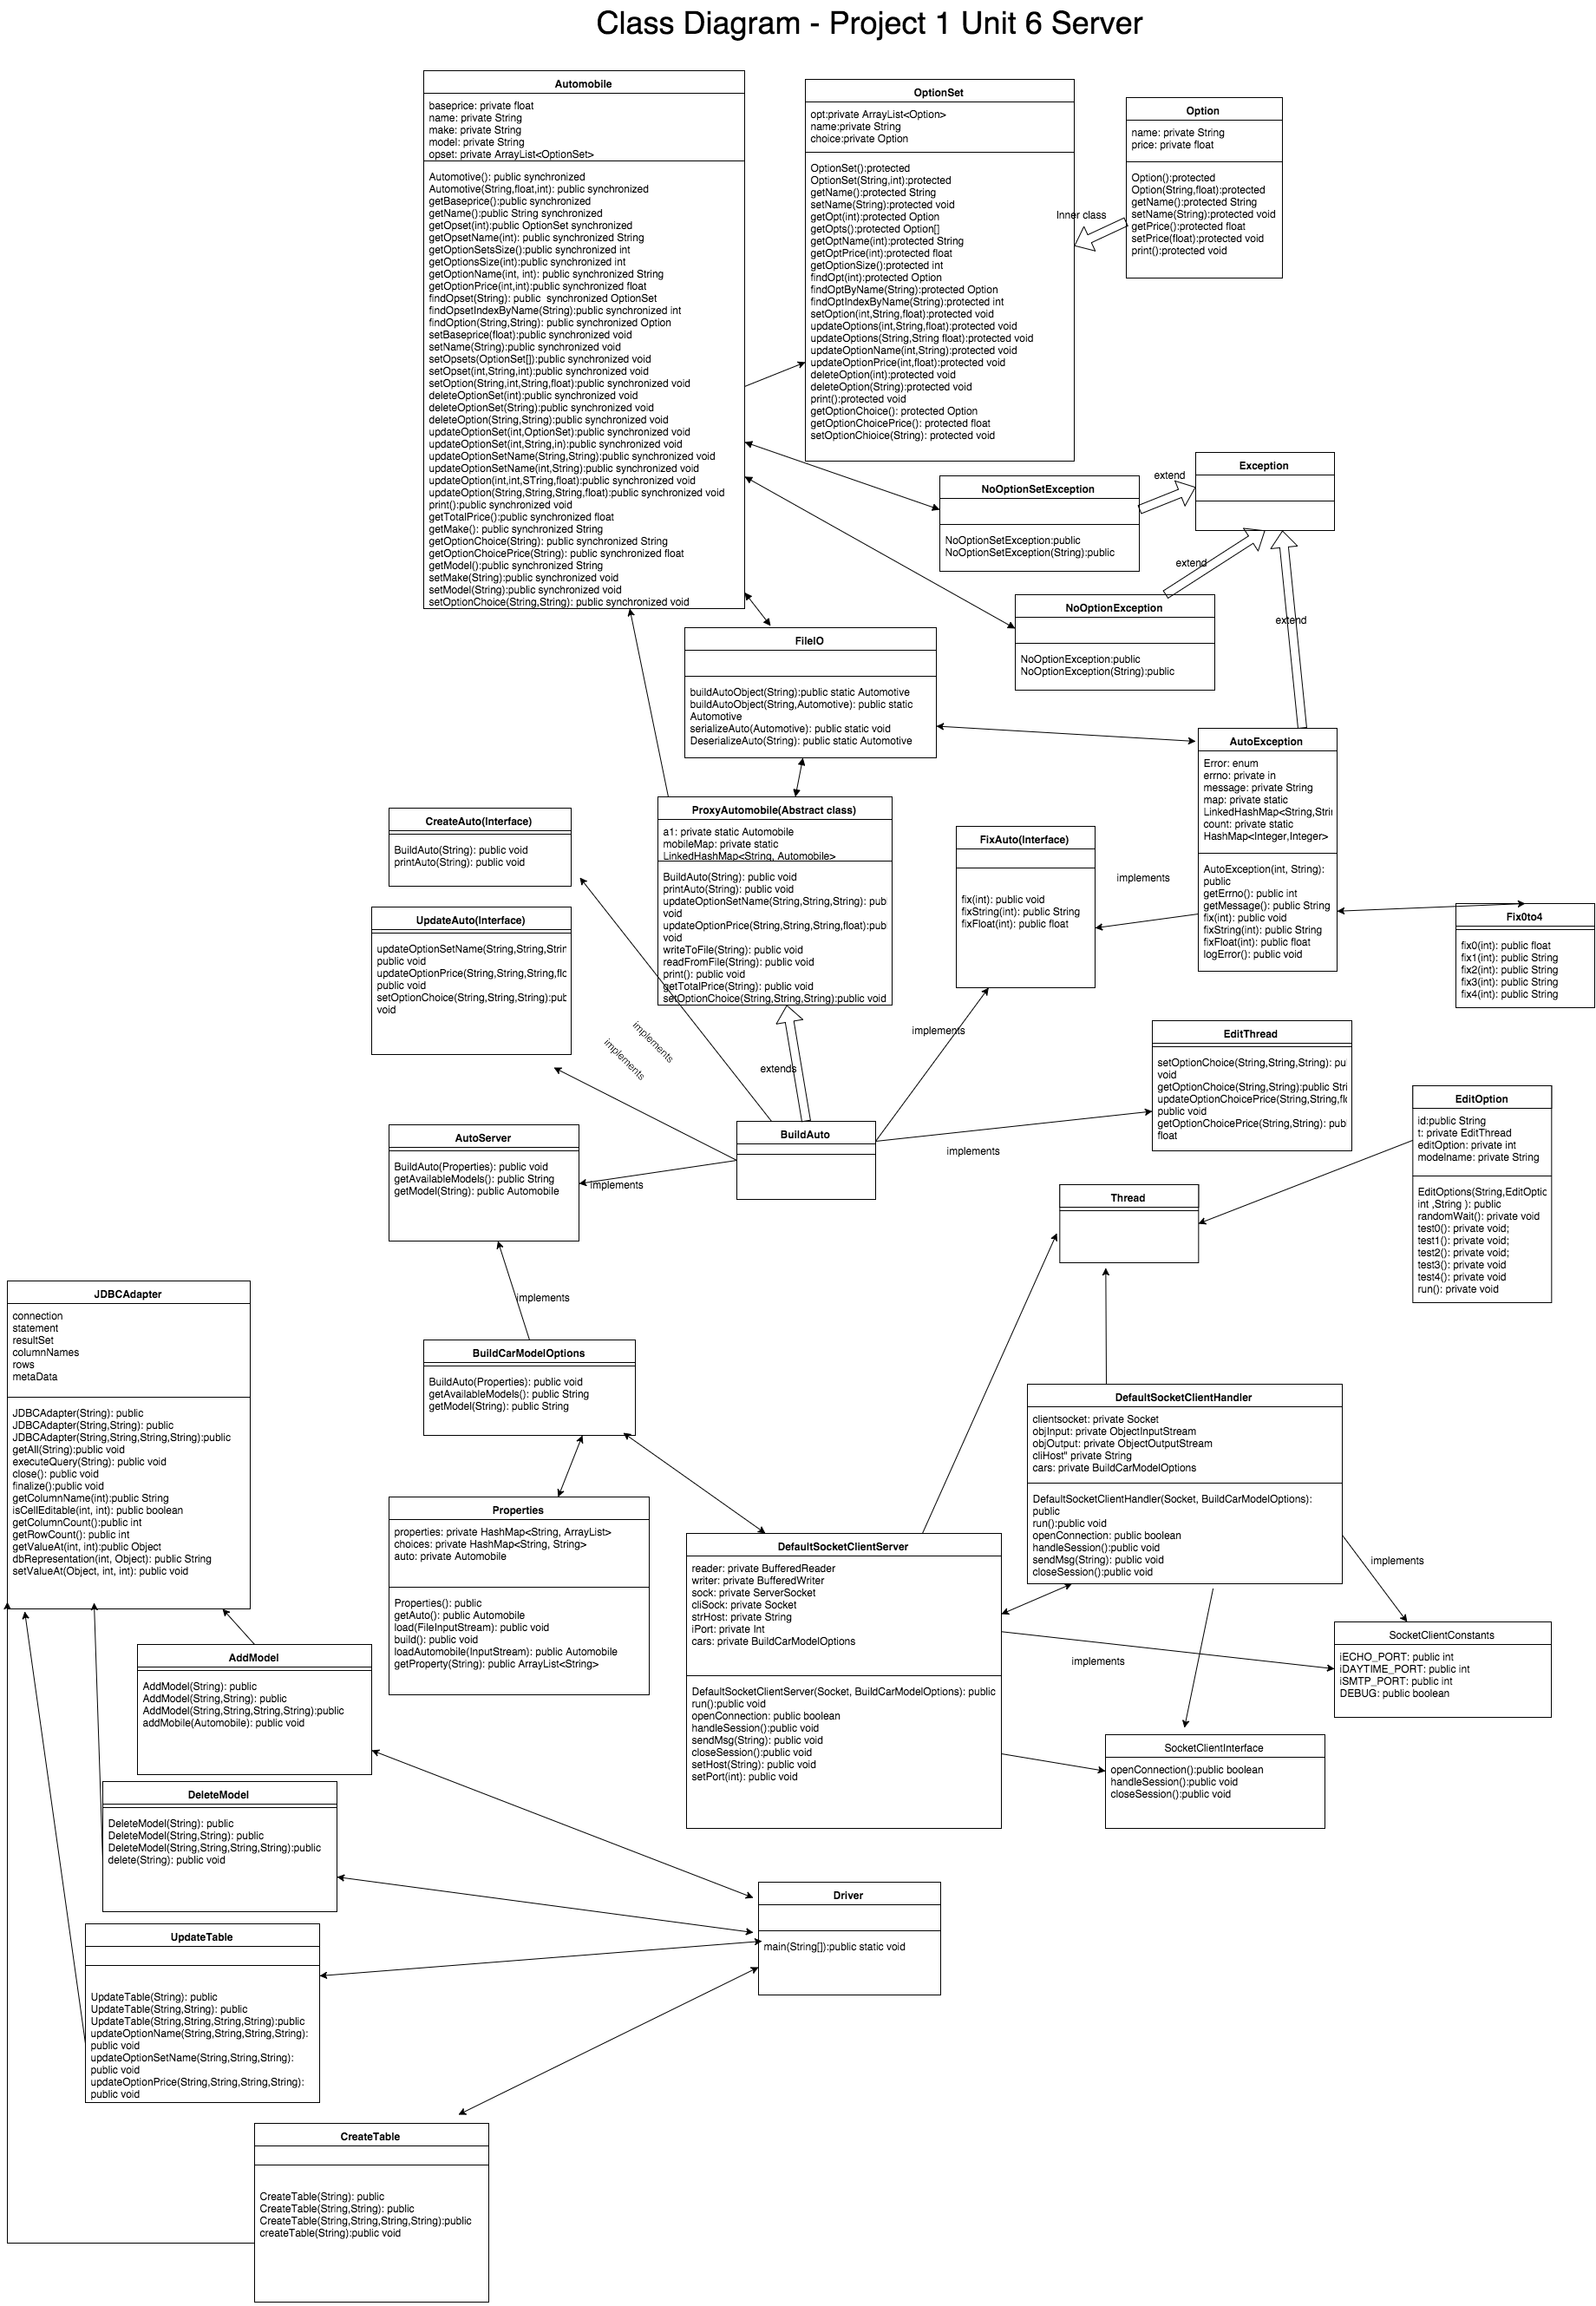 Class Diagram - Project 1 Unit 6 Server
Automobile
baseprice: private float
name: private String
make: private String
model: private String
opset: private ArrayList<OptionSet>
Automotive(): public synchronized
Automotive(String,float,int): public synchronized
getBaseprice():public synchronized
getName():public String synchronized
getOpset(int):public OptionSet synchronized
getOpsetName(int): public synchronized String
getOptionSetsSize():public synchronized int
getOptionsSize(int):public synchronized int
getOptionName(int, int): public synchronized String
getOptionPrice(int,int):public synchronized float
findOpset(String): public  synchronized OptionSet
findOpsetIndexByName(String):public synchronized int
findOption(String,String): public synchronized Option
setBaseprice(float):public synchronized void
setName(String):public synchronized void
setOpsets(OptionSet[]):public synchronized void
setOpset(int,String,int):public synchronized void
setOption(String,int,String,float):public synchronized void
deleteOptionSet(int):public synchronized void
deleteOptionSet(String):public synchronized void
deleteOption(String,String):public synchronized void
updateOptionSet(int,OptionSet):public synchronized void
updateOptionSet(int,String,in):public synchronized void
updateOptionSetName(String,String):public synchronized void
updateOptionSetName(int,String):public synchronized void
updateOption(int,int,STring,float):public synchronized void
updateOption(String,String,String,float):public synchronized void
print():public synchronized void
getTotalPrice():public synchronized float
getMake(): public synchronized String
getOptionChoice(String): public synchronized String
getOptionChoicePrice(String): public synchronized float
getModel():public synchronized String
setMake(String):public synchronized void
setModel(String):public synchronized void
setOptionChoice(String,String): public synchronized void
OptionSet
opt:private ArrayList<Option>
name:private String
choice:private Option
OptionSet():protected
OptionSet(String,int):protected
getName():protected String
setName(String):protected void
getOpt(int):protected Option
getOpts():protected Option[]
getOptName(int):protected String
getOptPrice(int):protected float
getOptionSize():protected int
findOpt(int):protected Option
findOptByName(String):protected Option
findOptIndexByName(String):protected int
setOption(int,String,float):protected void
updateOptions(int,String,float):protected void
updateOptions(String,String float):protected void
updateOptionName(int,String):protected void
updateOptionPrice(int,float):protected void
deleteOption(int):protected void
deleteOption(String):protected void
print():protected void
getOptionChoice(): protected Option
getOptionChoicePrice(): protected float
setOptionChioice(String): protected void
Inner class
Option
name: private String
price: private float
Option():protected
Option(String,float):protected
getName():protected String
setName(String):protected void
getPrice():protected float
setPrice(float):protected void
print():protected void
NoOptionSetException
NoOptionSetException:public
NoOptionSetException(String):public
extend
Exception
extend
NoOptionException
NoOptionException:public
NoOptionException(String):public
extend
FileIO
buildAutoObject(String):public static Automotive
buildAutoObject(String,Automotive): public static
Automotive
serializeAuto(Automotive): public static void
DeserializeAuto(String): public static Automotive
AutoException
Error: enum
errno: private in
message: private String
map: private static
LinkedHashMap<String,Stri
count: private static
HashMap<Integer,Integer>
AutoException(int, String):
public
getErrno(): public int
getMessage(): public String
fix(int): public void
fixString(int): public String
fixFloat(int): public float
logError(): public void
CreateAuto(Interface)
BuildAuto(String): public void
printAuto(String): public void
ProxyAutomobile(Abstract class)
a1: private static Automobile
mobileMap: private static
LinkedHashMap<String, Automobile>
BuildAuto(String): public void
printAuto(String): public void
updateOptionSetName(String,String,String): pub
void
updateOptionPrice(String,String,String,float):pub
void
writeToFile(String): public void
readFromFile(String): public void
print(): public void
getTotalPrice(String): public void
setOptionChoice(String,String,String):public void
FixAuto(Interface)
fix(int): public void
fixString(int): public String
fixFloat(int): public float
implements
Fix0to4
fix0(int): public float
fix1(int): public String
fix2(int): public String
fix3(int): public String
fix4(int): public String
UpdateAuto(Interface)
updateOptionSetName(String,String,Strin
public void
updateOptionPrice(String,String,String,flo
public void
setOptionChoice(String,String,String):pub
void
implements
implements
extends
implements
EditThread
setOptionChoice(String,String,String): pu
void
getOptionChoice(String,String):public Stri
updateOptionChoicePrice(String,String,flo
public void
getOptionChoicePrice(String,String): pub
float
EditOption
id:public String
t: private EditThread
editOption: private int
modelname: private String
EditOptions(String,EditOptic
int ,String ): public
randomWait(): private void
test0(): private void;
test1(): private void;
test2(): private void;
test3(): private void
test4(): private void
run(): private void
AutoServer
BuildAuto(Properties): public void
getAvailableModels(): public String
getModel(String): public Automobile
BuildAuto
implements
implements
Thread
implements
JDBCAdapter
connection
statement
resultSet
columnNames
rows
metaData
JDBCAdapter(String): public
JDBCAdapter(String,String): public
JDBCAdapter(String,String,String,String):public
getAll(String):public void
executeQuery(String): public void
close(): public void
finalize():public void
getColumnName(int):public String
isCellEditable(int, int): public boolean
getColumnCount():public int
getRowCount(): public int
getValueAt(int, int):public Object
dbRepresentation(int, Object): public String
setValueAt(Object, int, int): public void
BuildCarModelOptions
BuildAuto(Properties): public void
getAvailableModels(): public String
getModel(String): public String
DefaultSocketClientHandler
clientsocket: private Socket
objInput: private ObjectInputStream
objOutput: private ObjectOutputStream
cliHost" private String
cars: private BuildCarModelOptions
DefaultSocketClientHandler(Socket, BuildCarModelOptions):
public
run():public void
openConnection: public boolean
handleSession():public void
sendMsg(String): public void
closeSession():public void
implements
Properties
properties: private HashMap<String, ArrayList>
choices: private HashMap<String, String>
auto: private Automobile
Properties(): public
getAuto(): public Automobile
load(FileInputStream): public void
build(): public void
loadAutomobile(InputStream): public Automobile
getProperty(String): public ArrayList<String>
DefaultSocketClientServer
reader: private BufferedReader
writer: private BufferedWriter
sock: private ServerSocket
cliSock: private Socket
strHost: private String
iPort: private Int
cars: private BuildCarModelOptions
DefaultSocketClientServer(Socket, BuildCarModelOptions): public
run():public void
openConnection: public boolean
handleSession():public void
sendMsg(String): public void
closeSession():public void
setHost(String): public void
setPort(int): public void
implements
SocketClientConstants
iECHO_PORT: public int
iDAYTIME_PORT: public int
iSMTP_PORT: public int
DEBUG: public boolean
SocketClientInterface
openConnection():public boolean
handleSession():public void
closeSession():public void
AddModel
AddModel(String): public
AddModel(String,String): public
AddModel(String,String,String,String):public
addMobile(Automobile): public void
DeleteModel
DeleteModel(String): public
DeleteModel(String,String): public
DeleteModel(String,String,String,String):public
delete(String): public void
Driver
main(String[]):public static void
UpdateTable
UpdateTable(String): public
UpdateTable(String,String): public
UpdateTable(String,String,String,String):public
updateOptionName(String,String,String,String):
public void
updateOptionSetName(String,String,String):
public void
updateOptionPrice(String,String,String,String):
public void
CreateTable
CreateTable(String): public
CreateTable(String,String): public
CreateTable(String,String,String,String):public
createTable(String):public void